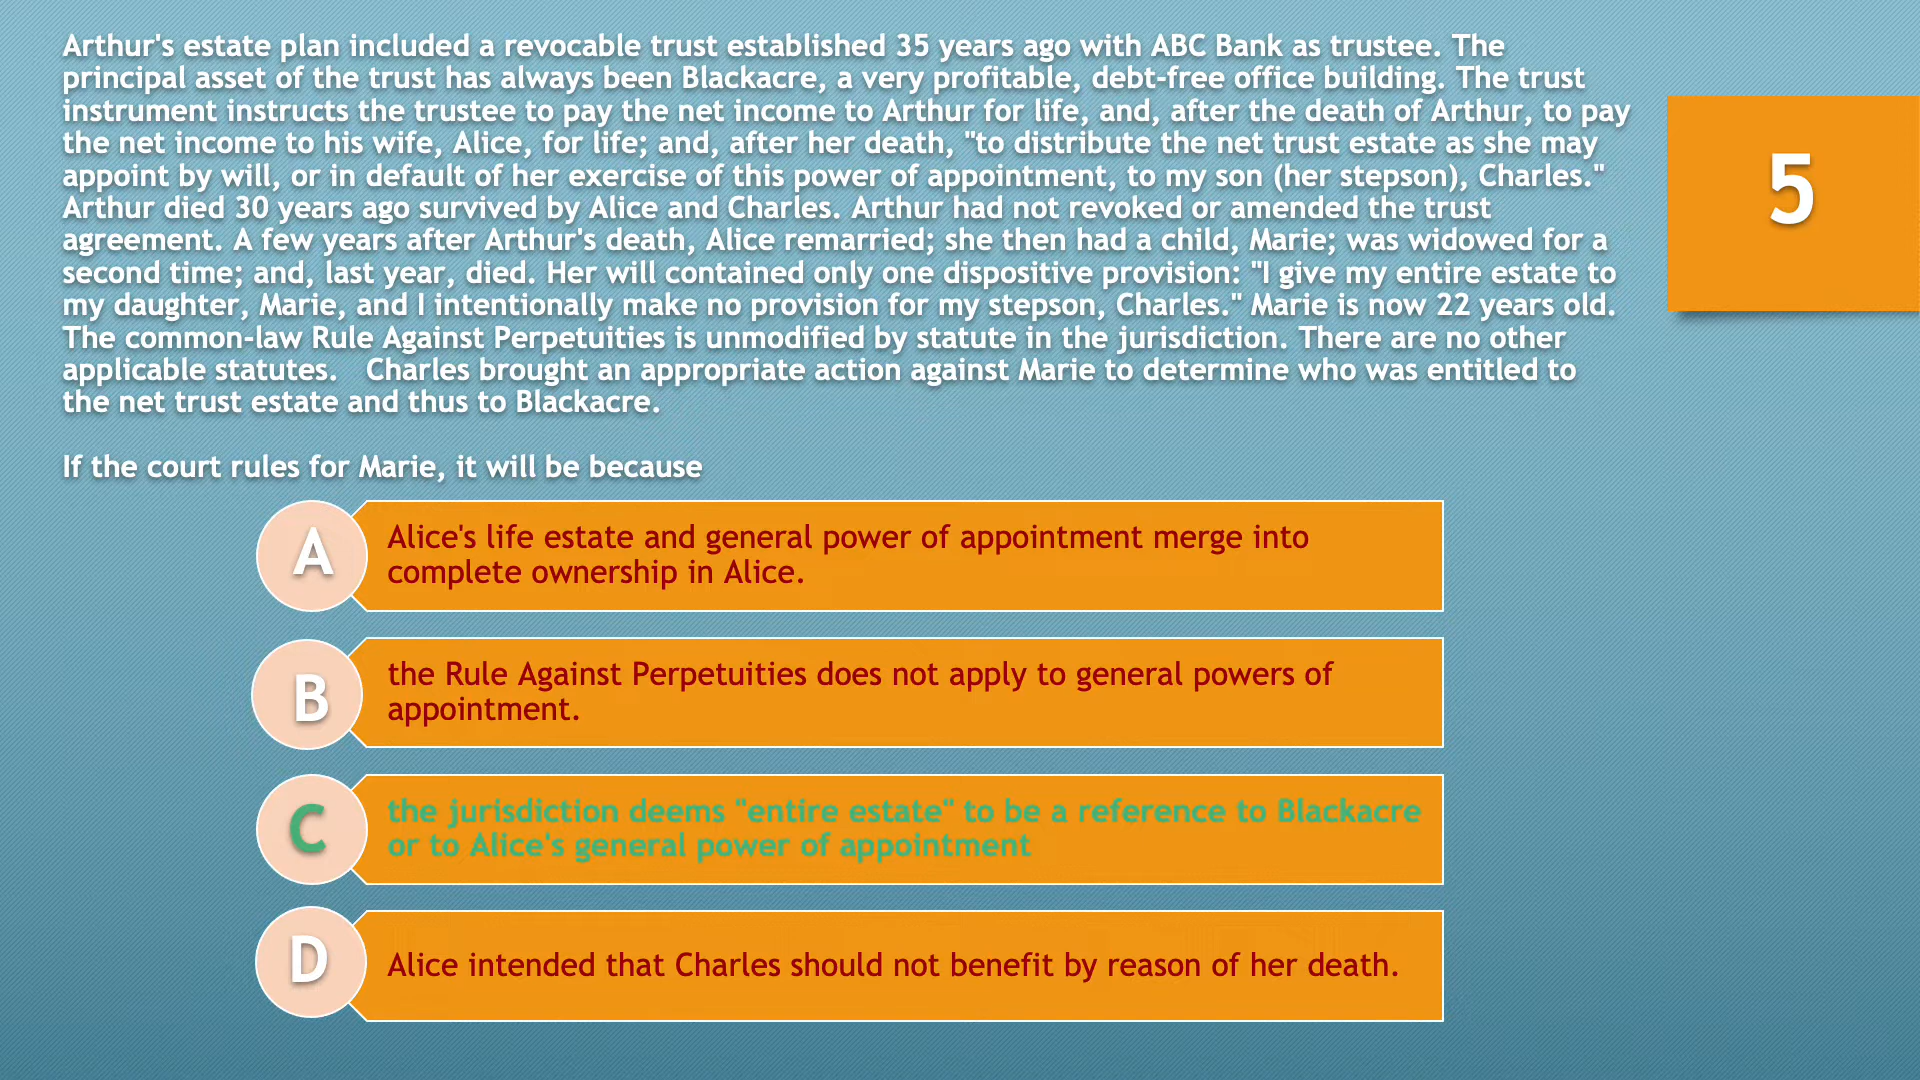 Arthur's estate plan included a revocable trust established 35 years ago with ABC Bank as trustee. The
principal asset of the trust has always been Blackacre, a very profitable, debt-free office building. The trust
instrument instructs the trustee to pay the net income to Arthur for life, and, after the death of Arthur, to pay
the net income to his wife, Alice, for life; and, after her death, "to distribute the net trust estate as she may
appoint by will, or in default of her exercise of this power of appointment, to my son (her stepson), Charles."
Arthur died 30 years ago survived by Alice and Charles. Arthur had not revoked or amended the trust
agreement. A few years after Arthur's death, Alice remarried; she then had a child, Marie; was widowed for a
second time; and, last year, died. Her will contained only one dispositive provision: "I give my entire estate to
my daughter, Marie, and I intentionally make no provision for my stepson, Charles." Marie is now 22 years old.
The common-law Rule Against Perpetuities is unmodified by statute in the jurisdiction. There are no other
applicable statutes.   Charles brought an appropriate action against Marie to determine who was entitled to
the net trust estate and thus to Blackacre.
If the court rules for Marie, it will be because
5
A
Alice's life estate and general power of appointment merge into
complete ownership in Alice.
B
the Rule Against Perpetuities does not apply to general powers of
appointment.
C
the jurisdiction deems "entire estate" to be a reference to Blackacre
or to Alice's general power of appointment
D
Alice intended that Charles should not benefit by reason of her death.